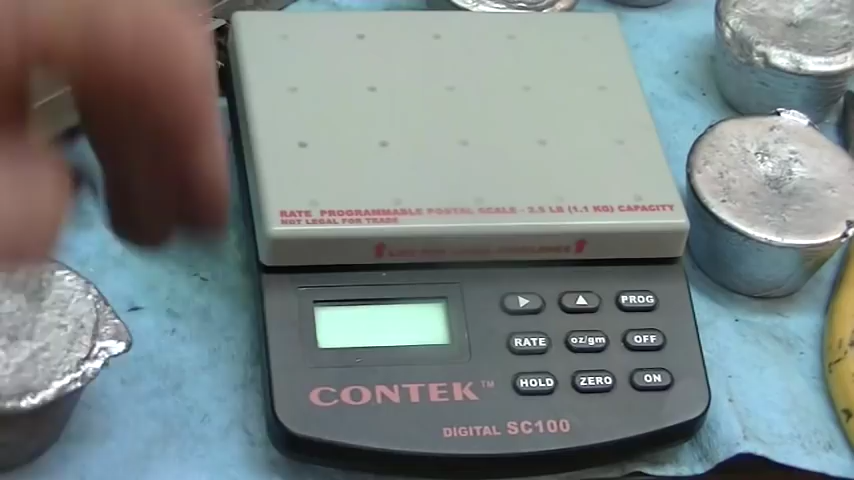 RATE PROGRAMMABLE POSTAL SCALE - 2.5 LB (1.1 KG) CAPACITY
NOT LEGAL FOR TRADE
PROG
RATE oz/gm OFF
HOLD ZERO ON
CONTEK™
DIGITAL SC100